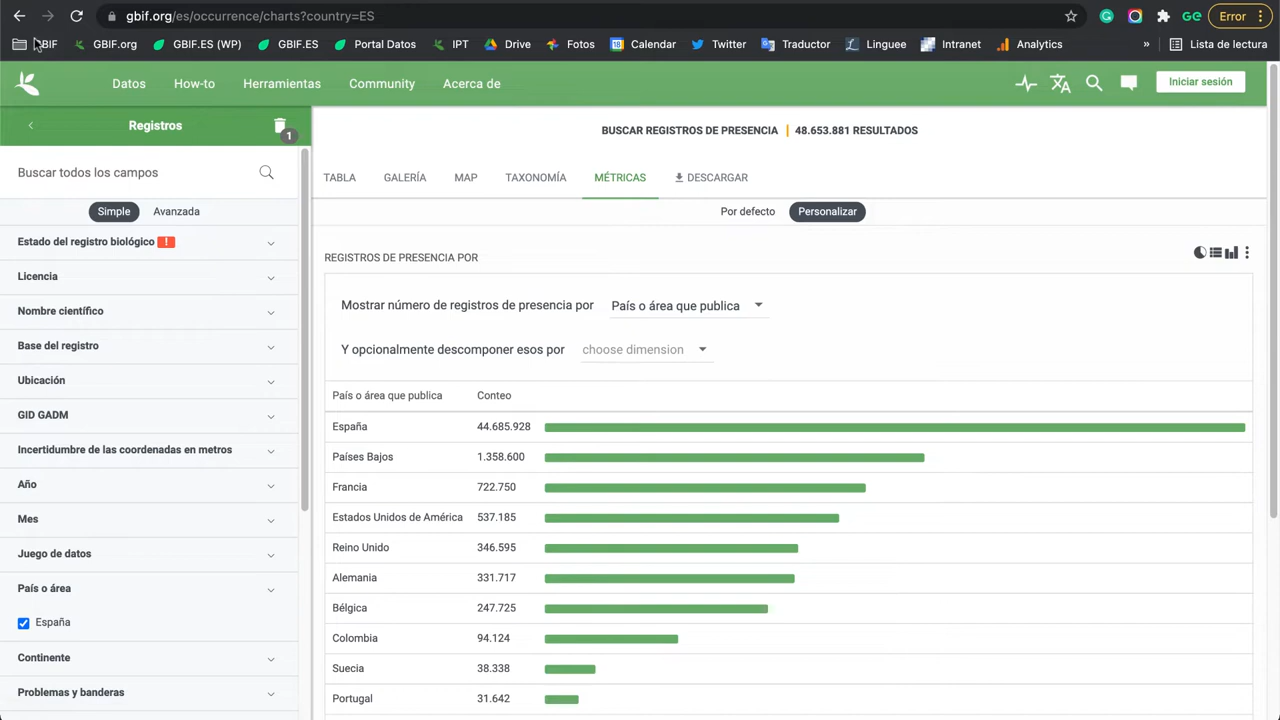 gbif.org/es/occurrence/charts?country=ES
Error
GBIF.org
GBIF.ES (WP)
GBIF.ES
Portal Datos
IPT
Drive
Fotos
Calendar
Twitter
Traductor
Linguee
Intranet
Analytics
»
Lista de lectura
Datos
How-to
Herramientas
Community
Acerca de
Iniciar sesión
Registros
1
BUSCAR REGISTROS DE PRESENCIA | 48.653.881 RESULTADOS
Buscar todos los campos
TABLA
GALERÍA
MAP
TAXONOMÍA
MÉTRICAS
DESCARGAR
Simple
Avanzada
Por defecto
Personalizar
Estado del registro biológico !
Licencia
Nombre científico
Base del registro
Ubicación
GID GADM
Incertidumbre de las coordenadas en metros
Año
Mes
Juego de datos
País o área
España
Continente
Problemas y banderas
REGISTROS DE PRESENCIA POR
Mostrar número de registros de presencia por País o área que publica
Y opcionalmente descomponer esos por choose dimension
País o área que publica Conteo
España 44.685.928
Países Bajos 1.358.600
Francia 722.750
Estados Unidos de América 537.185
Reino Unido 346.595
Alemania 331.717
Bélgica 247.725
Colombia 94.124
Suecia 38.338
Portugal 31.642